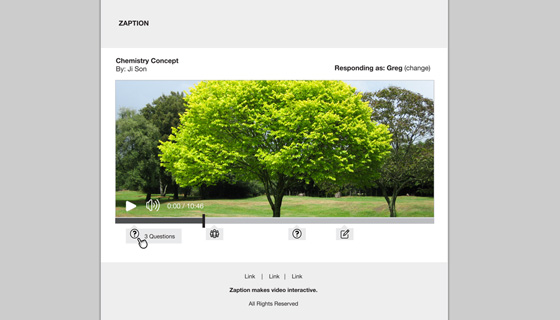 ZAPTION
Chemistry Concept
By: Ji Son
Responding as: Greg (change)
0:00 / 10:46
3 Questions
Link | Link | Link
Zaption makes video interactive.
All Rights Reserved